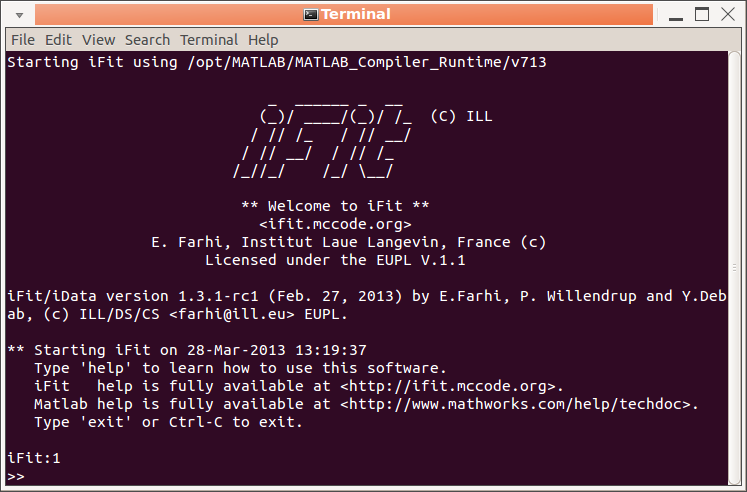 Terminal
File Edit View Search Terminal Help
Starting iFit using /opt/MATLAB/MATLAB_Compiler_Runtime/v713
                             _  ______ _  __
                            (_)/ ____/(_)/ /_  (C) ILL
                           / // /_   / // __/
                          / // __/  / // /_
                         /_//_/    /_/ \__/
                          ** Welcome to iFit **
                            <ifit.mccode.org>
                E. Farhi, Institut Laue Langevin, France (c)
                      Licensed under the EUPL V.1.1
iFit/iData version 1.3.1-rc1 (Feb. 27, 2013) by E.Farhi, P. Willendrup and Y.Deb
ab, (c) ILL/DS/CS <farhi@ill.eu> EUPL.
** Starting iFit on 28-Mar-2013 13:19:37
   Type 'help' to learn how to use this software.
   iFit   help is fully available at <http://ifit.mccode.org>.
   Matlab help is fully available at <http://www.mathworks.com/help/techdoc>.
   Type 'exit' or Ctrl-C to exit.
iFit:1
>>